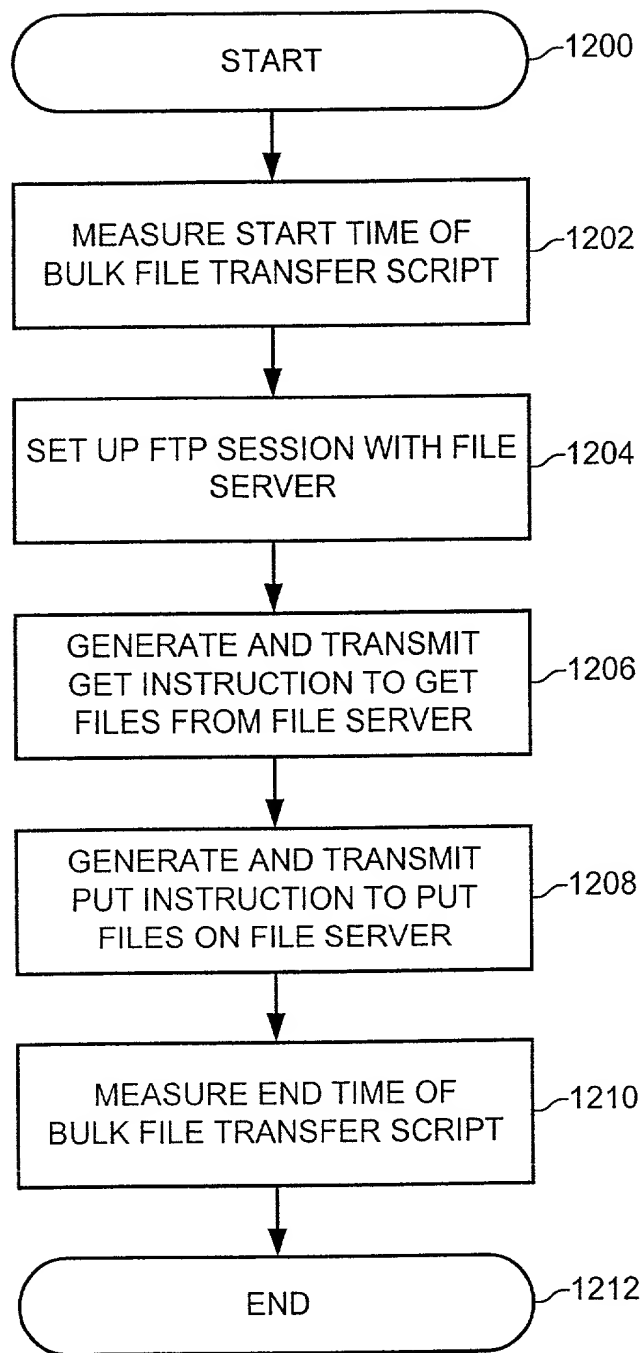 START
1200
MEASURE START TIME OF
BULK FILE TRANSFER SCRIPT
1202
SET UP FTP SESSION WITH FILE
SERVER
1204
GENERATE AND TRANSMIT
GET INSTRUCTION TO GET
FILES FROM FILE SERVER
1206
GENERATE AND TRANSMIT
PUT INSTRUCTION TO PUT
FILES ON FILE SERVER
1208
MEASURE END TIME OF
BULK FILE TRANSFER SCRIPT
1210
END
1212